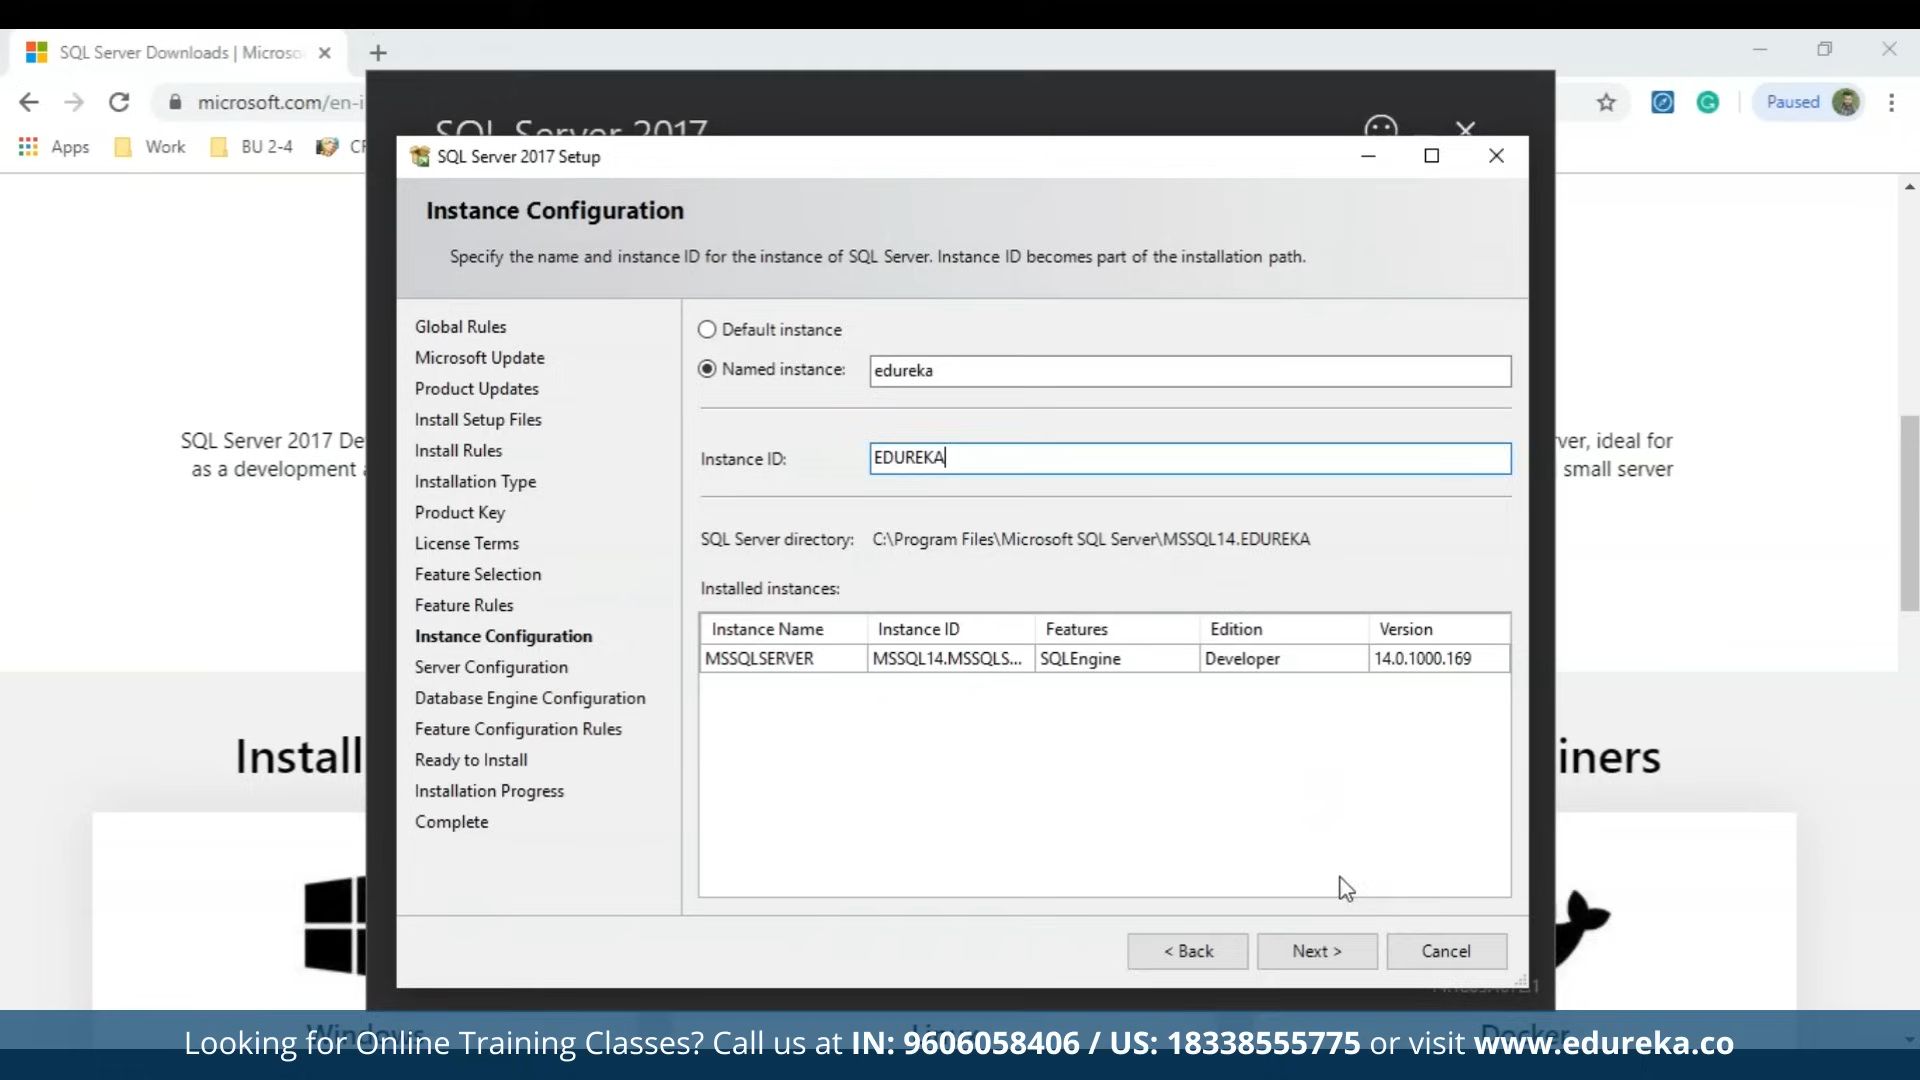 SQL Server Downloads | Microso
microsoft.com/en-i
Paused
Apps
Work
BU 2-4
SQL Server 2017
SQL Server 2017 Setup
Instance Configuration
Specify the name and instance ID for the instance of SQL Server. Instance ID becomes part of the installation path.
Global Rules
Microsoft Update
Product Updates
Install Setup Files
Install Rules
Installation Type
Product Key
License Terms
Feature Selection
Feature Rules
Instance Configuration
Server Configuration
Database Engine Configuration
Feature Configuration Rules
Ready to Install
Installation Progress
Complete
Default instance
Named instance: edureka
Instance ID: EDUREKA
SQL Server directory: C:\Program Files\Microsoft SQL Server\MSSQL14.EDUREKA
Installed instances:
Instance Name Instance ID Features Edition Version
MSSQLSERVER MSSQL14.MSSQLS... SQLEngine Developer 14.0.1000.169
< Back Next > Cancel
SQL Server 2017 De
as a development
ver, ideal for
small server
Install
iners
Windows
Docker
Looking for Online Training Classes? Call us at IN: 9606058406 / US: 18338555775 or visit www.edureka.co